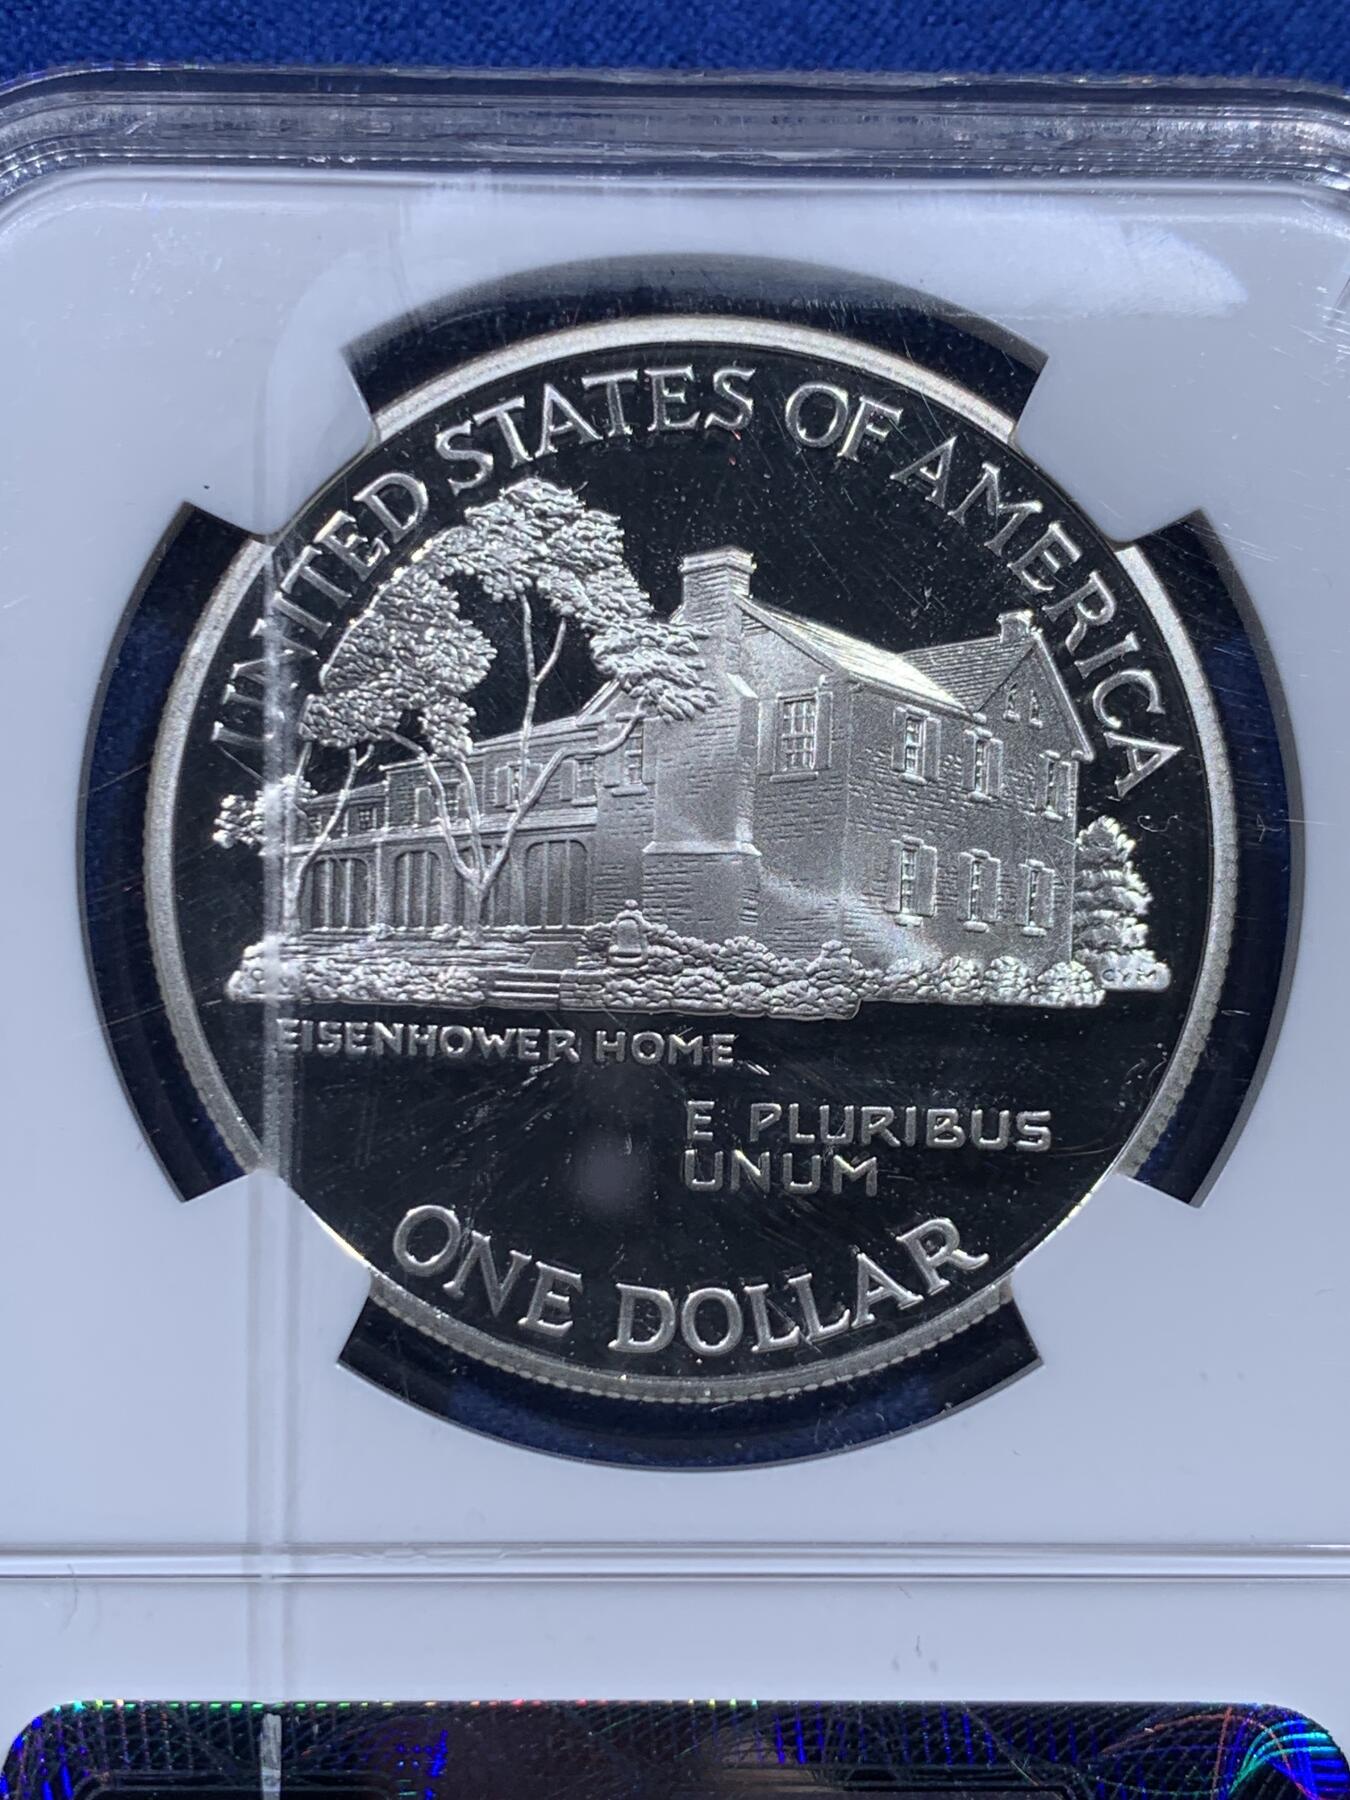 UNITED STATES OF AMERICA
EISENHOWER HOME
E PLURIBUS
UNUM
ONE DOLLAR